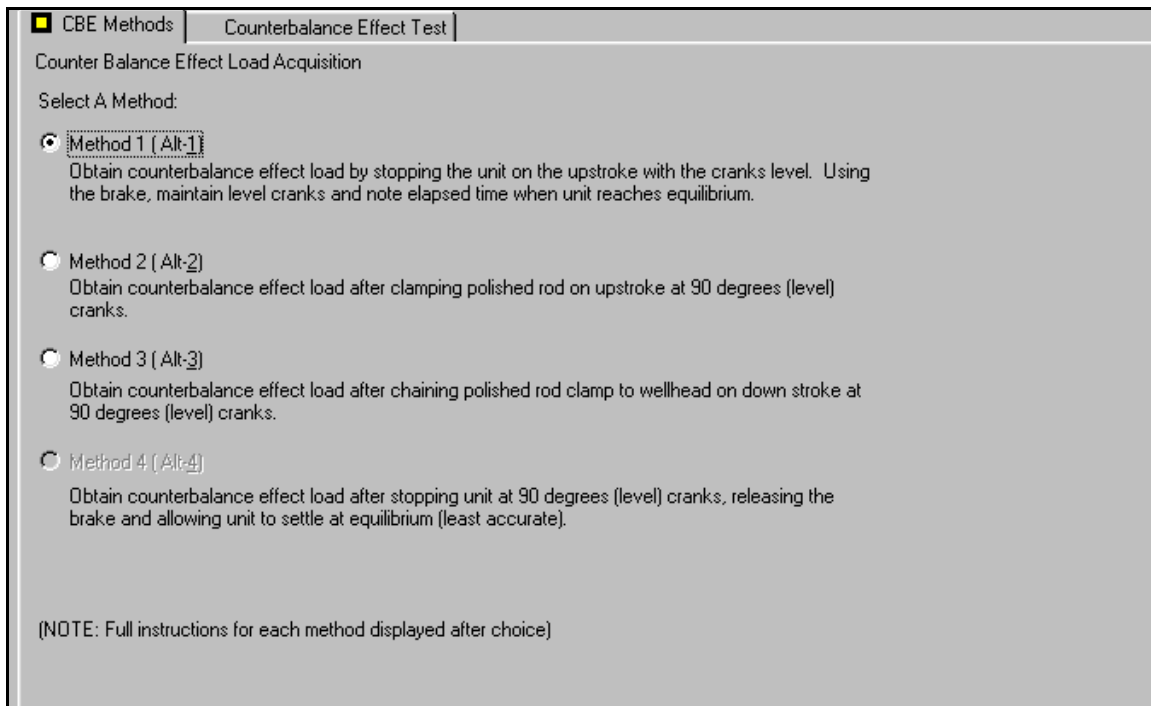 CBE Methods
Counterbalance Effect Test
Counter Balance Effect Load Acquisition
Select A Method:
Method 1 ( Alt-1)
Obtain counterbalance effect load by stopping the unit on the upstroke with the cranks level.  Using
the brake, maintain level cranks and note elapsed time when unit reaches equilibrium.
Method 2 ( Alt-2)
Obtain counterbalance effect load after clamping polished rod on upstroke at 90 degrees (level)
cranks.
Method 3 ( Alt-3)
Obtain counterbalance effect load after chaining polished rod clamp to wellhead on down stroke at
90 degrees (level) cranks.
Method 4 ( Alt-4)
Obtain counterbalance effect load after stopping unit at 90 degrees (level) cranks, releasing the
brake and allowing unit to settle at equilibrium (least accurate).
(NOTE: Full instructions for each method displayed after choice)